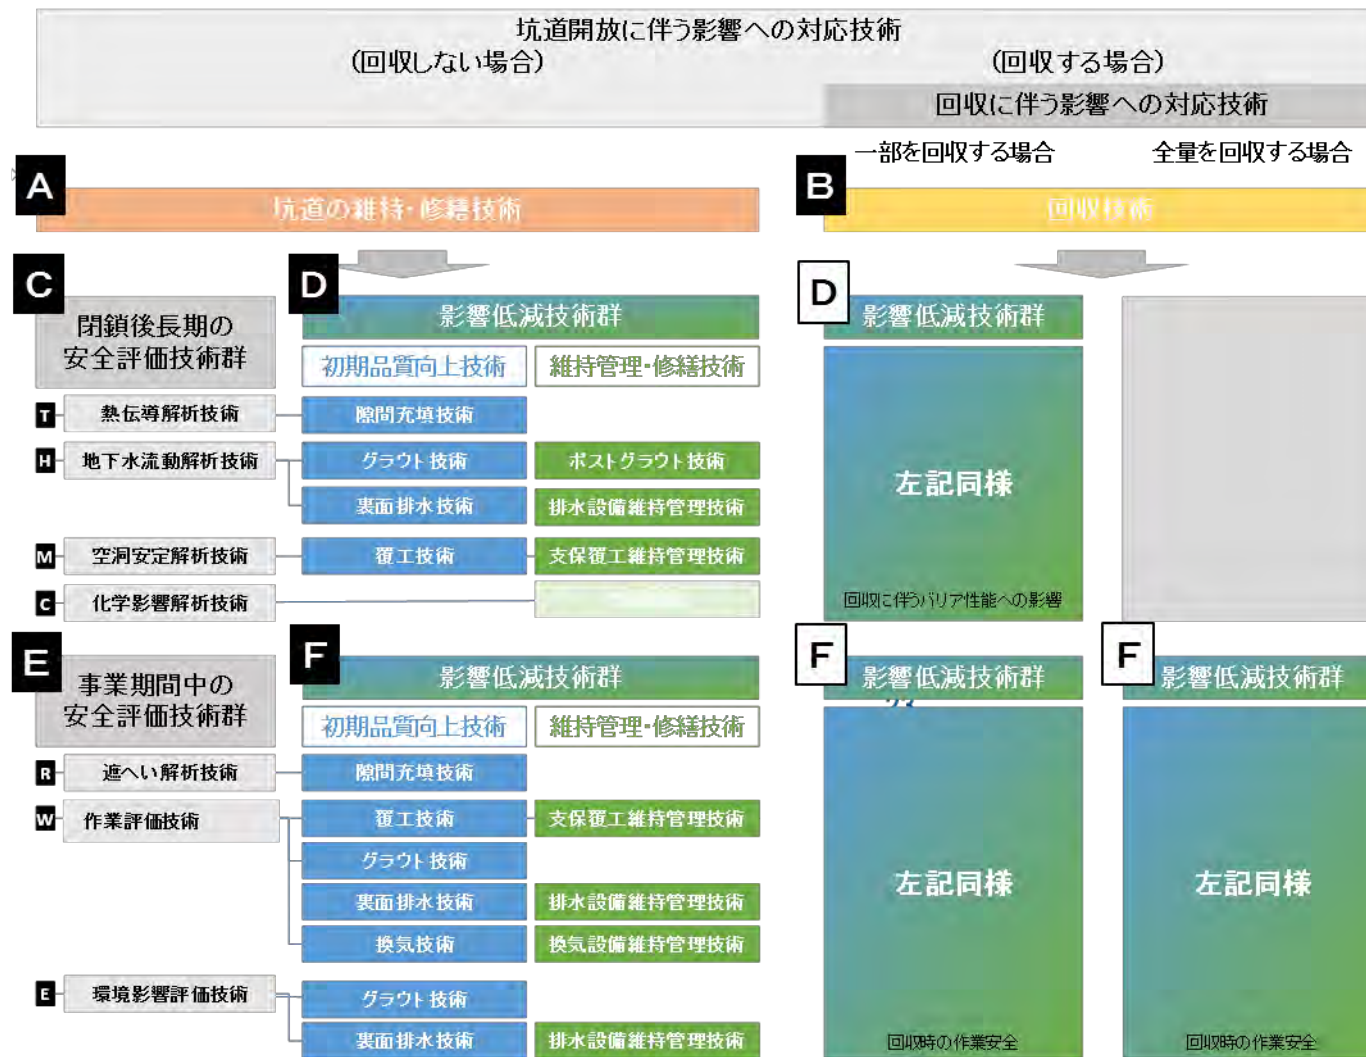 坑道開放に伴う影響への対応技術
(回収しない場合)
(回収する場合)
回収に伴う影響への対応技術
一部を回収する場合
全量を回収する場合
A
坑道の維持・修繕技術
B
回収技術
C
閉鎖後長期の
安全評価技術群
D
影響低減技術群
初期品質向上技術
維持管理・修繕技術
T
熱伝導解析技術
隙間充填技術
H
地下水流動解析技術
グラウト技術
ポストグラウト技術
裏面排水技術
排水設備維持管理技術
M
空洞安定解析技術
覆工技術
支保覆工維持管理技術
C
化学影響解析技術
D
影響低減技術群
左記同様
回収に伴うバリア性能への影響
E
事業期間中の
安全評価技術群
F
影響低減技術群
初期品質向上技術
維持管理・修繕技術
R
遮へい解析技術
隙間充填技術
W
作業評価技術
覆工技術
支保覆工維持管理技術
グラウト技術
裏面排水技術
排水設備維持管理技術
換気技術
換気設備維持管理技術
E
環境影響評価技術
グラウト技術
裏面排水技術
排水設備維持管理技術
F
影響低減技術群
左記同様
回収時の作業安全
F
影響低減技術群
左記同様
回収時の作業安全